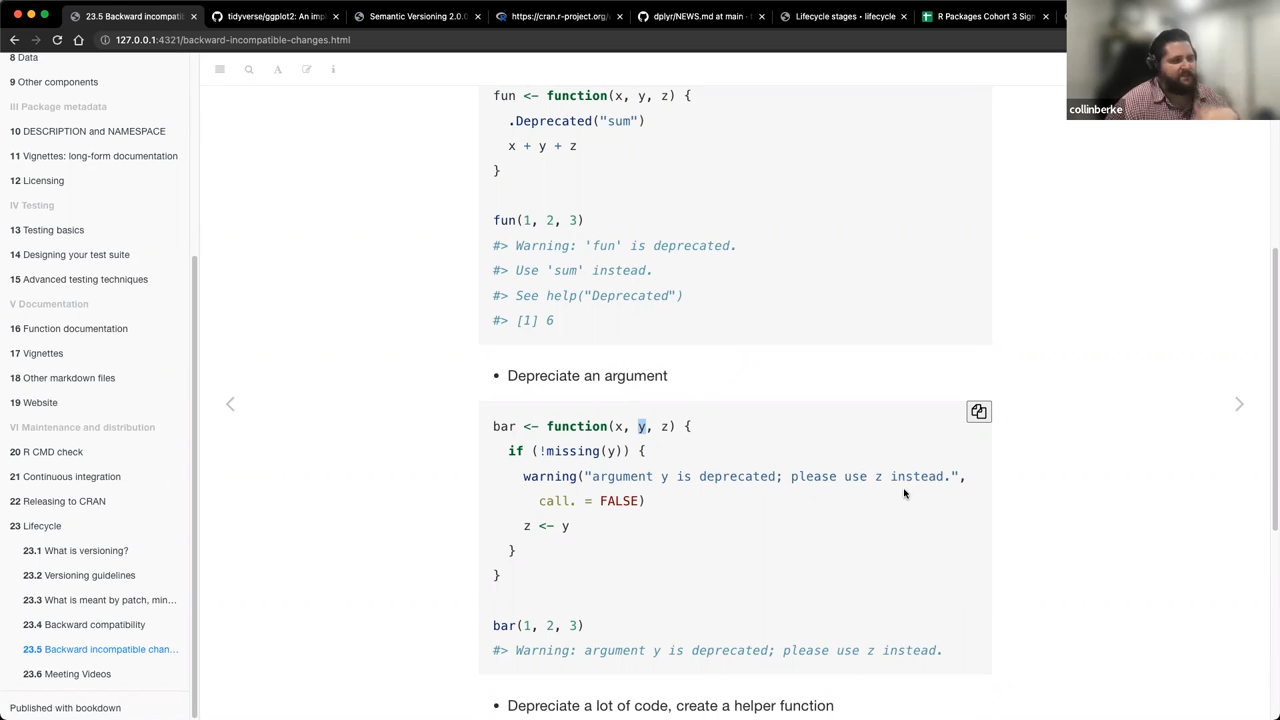 23.5 Backward incompatib
tidyverse/ggplot2: An imp
Semantic Versioning 2.0.0
https://cran.r-project.org/
dplyr/NEWS.md at main · t
Lifecycle stages • lifecycle
R Packages Cohort 3 Sign
127.0.0.1:4321/backward-incompatible-changes.html
collinberke
8 Data
9 Other components
III Package metadata
10 DESCRIPTION and NAMESPACE
11 Vignettes: long-form documentation
12 Licensing
IV Testing
13 Testing basics
14 Designing your test suite
15 Advanced testing techniques
V Documentation
16 Function documentation
17 Vignettes
18 Other markdown files
19 Website
VI Maintenance and distribution
20 R CMD check
21 Continuous integration
22 Releasing to CRAN
23 Lifecycle
23.1 What is versioning?
23.2 Versioning guidelines
23.3 What is meant by patch, min...
23.4 Backward compatibility
23.5 Backward incompatible chan...
23.6 Meeting Videos
Published with bookdown
fun <- function(x, y, z) {
.Deprecated("sum")
x + y + z
}
fun(1, 2, 3)
#> Warning: 'fun' is deprecated.
#> Use 'sum' instead.
#> See help("Deprecated")
#> [1] 6
• Depreciate an argument
bar <- function(x, y, z) {
if (!missing(y)) {
warning("argument y is deprecated; please use z instead.",
call. = FALSE)
z <- y
}
}
bar(1, 2, 3)
#> Warning: argument y is deprecated; please use z instead.
• Depreciate a lot of code, create a helper function